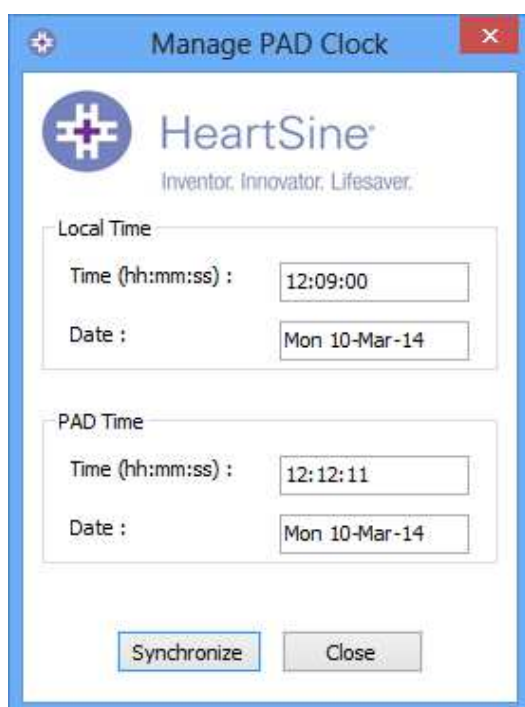 Manage PAD Clock
HeartSine
Inventor. Innovator. Lifesaver.
Local Time
Time (hh:mm:ss) : 12:09:00
Date : Mon 10-Mar-14
PAD Time
Time (hh:mm:ss) : 12:12:11
Date : Mon 10-Mar-14
Synchronize Close